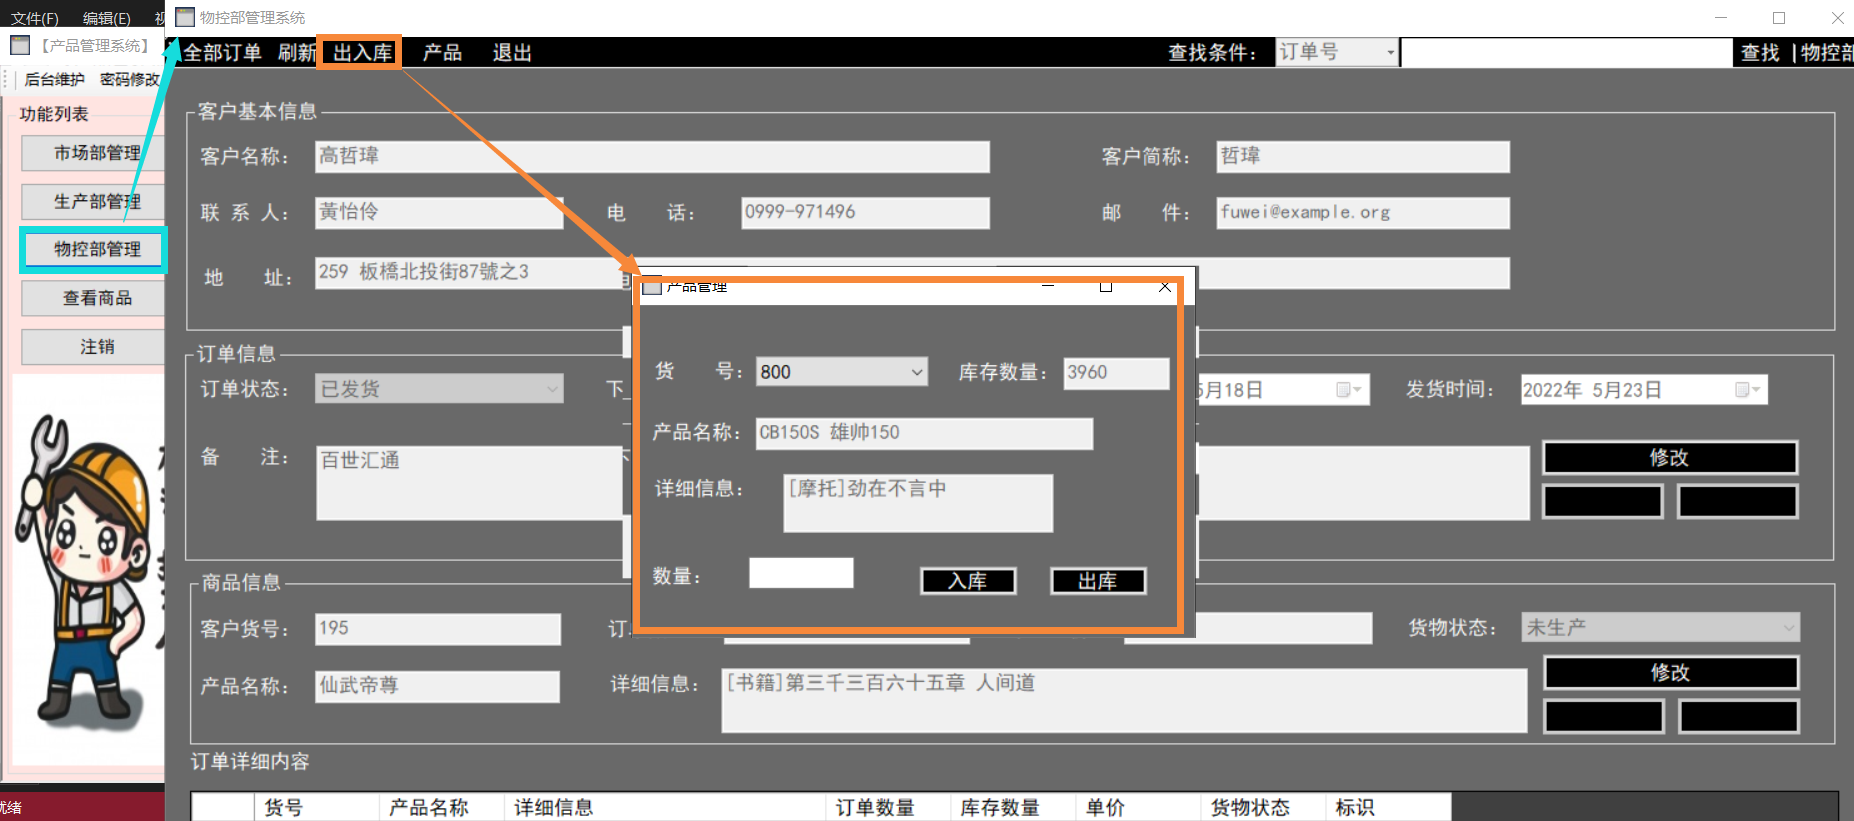 文件(F) 编辑(E) 视
物控部管理系统
【产品管理系统】
全部订单 刷新 出入库 产品 退出 查找条件： 订单号 查找 物控部
后台维护 密码修改
功能列表
市场部管理
生产部管理
物控部管理
查看商品
注销
客户基本信息
客户名称： 高哲瑋 客户简称： 哲瑋
联 系 人： 黃怡伶 电 话： 0999-971496 邮 件： fuwei@example.org
地 址： 259 板橋北投街87號之3
产品管理
货 号： 800 库存数量： 3960
产品名称： CB150S 雄帅150
详细信息： [摩托]劲在不言中
数量： 入库 出库
订单信息
订单状态： 已发货 下 5月18日 发货时间： 2022年 5月23日
备 注： 百世汇通 修改
商品信息
客户货号： 195 订 货物状态： 未生产
产品名称： 仙武帝尊 详细信息： [书籍]第三千三百六十五章 人间道 修改
订单详细内容
货号 产品名称 详细信息 订单数量 库存数量 单价 货物状态 标识
就绪